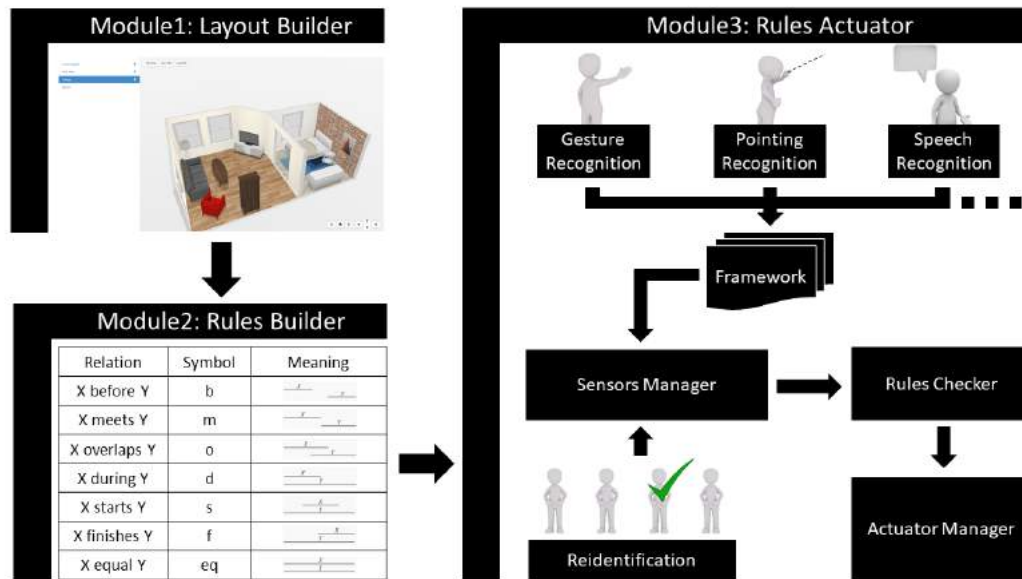 Module1: Layout Builder
Module2: Rules Builder
Relation Symbol Meaning
X before Y b
X meets Y m
X overlaps Y o
X during Y d
X starts Y s
X finishes Y f
X equal Y eq
Module3: Rules Actuator
Gesture
Recognition
Pointing
Recognition
Speech
Recognition
Framework
Sensors Manager
Rules Checker
Reidentification
Actuator Manager